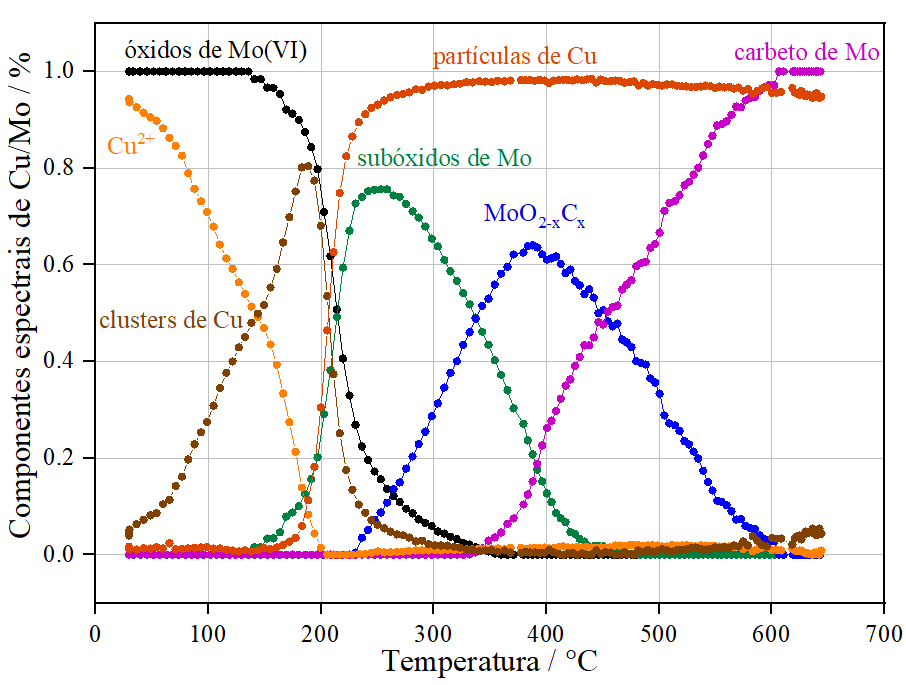 óxidos de Mo(VI)
partículas de Cu
carbeto de Mo
Cu2+
subóxidos de Mo
MoO2-xCx
clusters de Cu
Componentes espectrais de Cu/Mo / %
1.0
0.8
0.6
0.4
0.2
0.0
0 100 200 300 400 500 600 700
Temperatura / °C